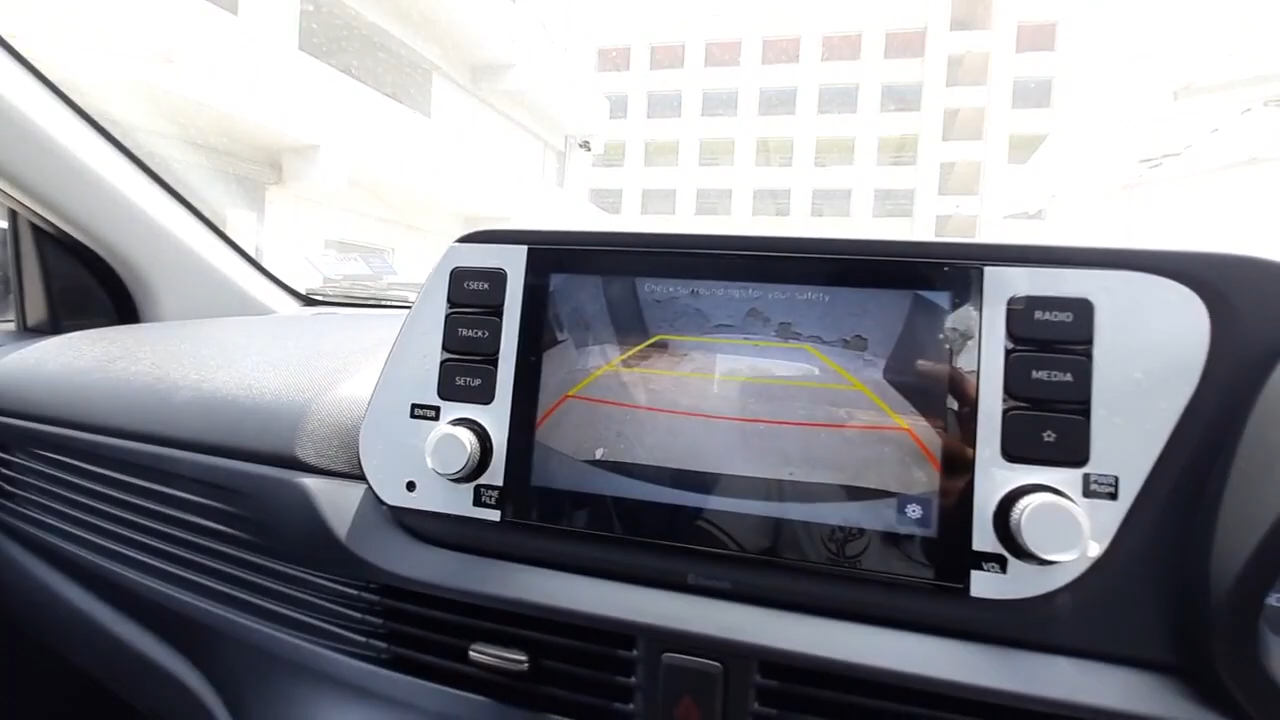 <SEEK
TRACK>
SETUP
ENTER
TUNE
FILE
Check surroundings for your safety
RADIO
MEDIA
PWR
PUSH
VOL